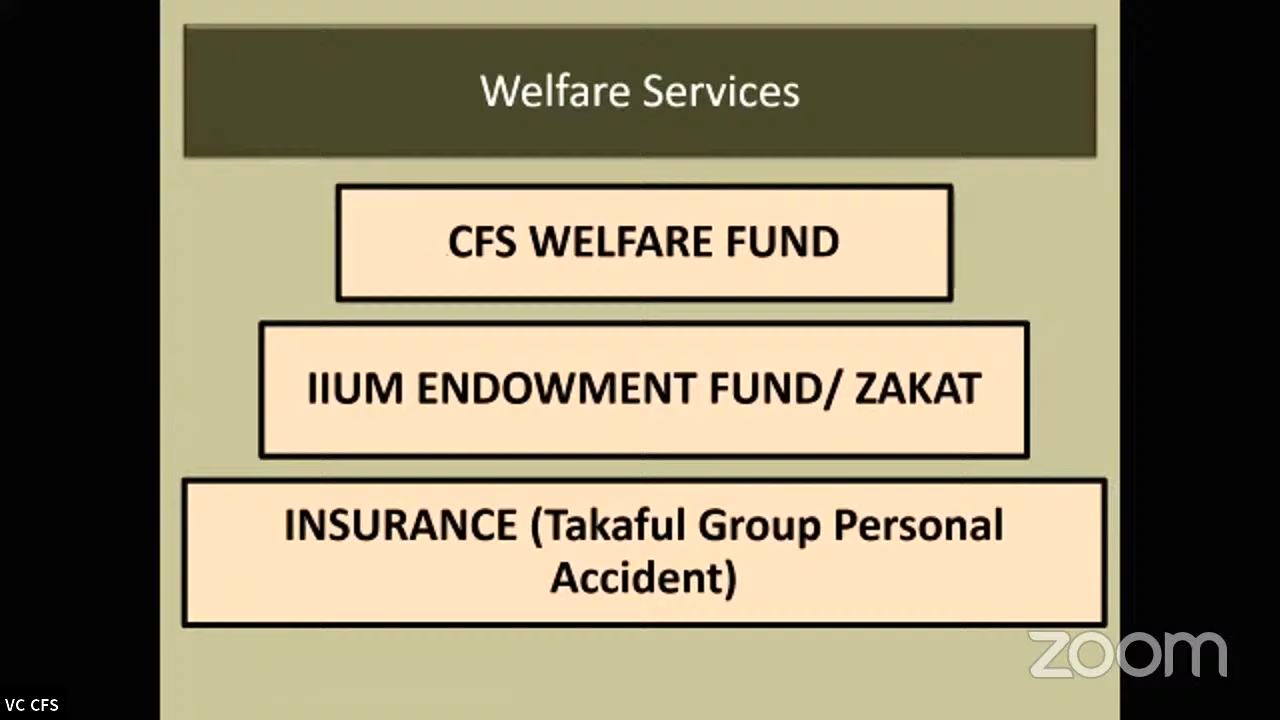 Welfare Services
CFS WELFARE FUND
IIUM ENDOWMENT FUND/ ZAKAT
INSURANCE (Takaful Group Personal
Accident)
zoom
VC CFS